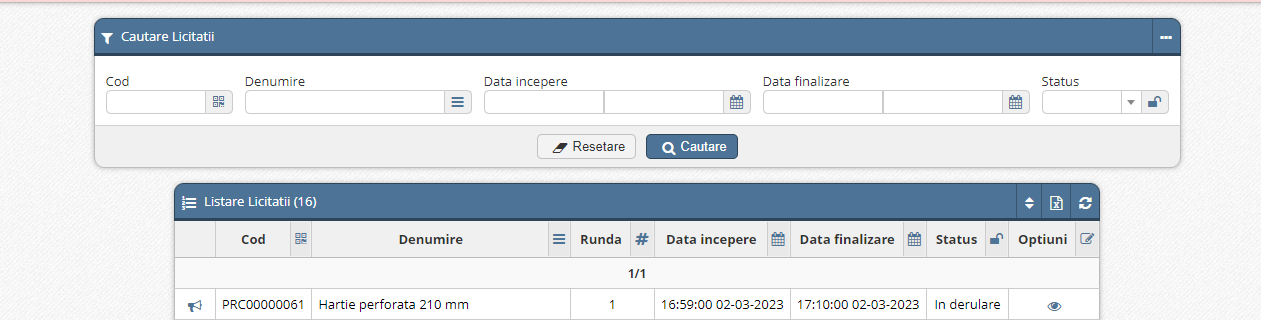 Cautare Licitatii
Cod Denumire Data incepere Data finalizare Status
Resetare Cautare
Listare Licitatii (16)
Cod Denumire Runda # Data incepere Data finalizare Status Optiuni
1/1
PRC00000061 Hartie perforata 210 mm 1 16:59:00 02-03-2023 17:10:00 02-03-2023 In derulare